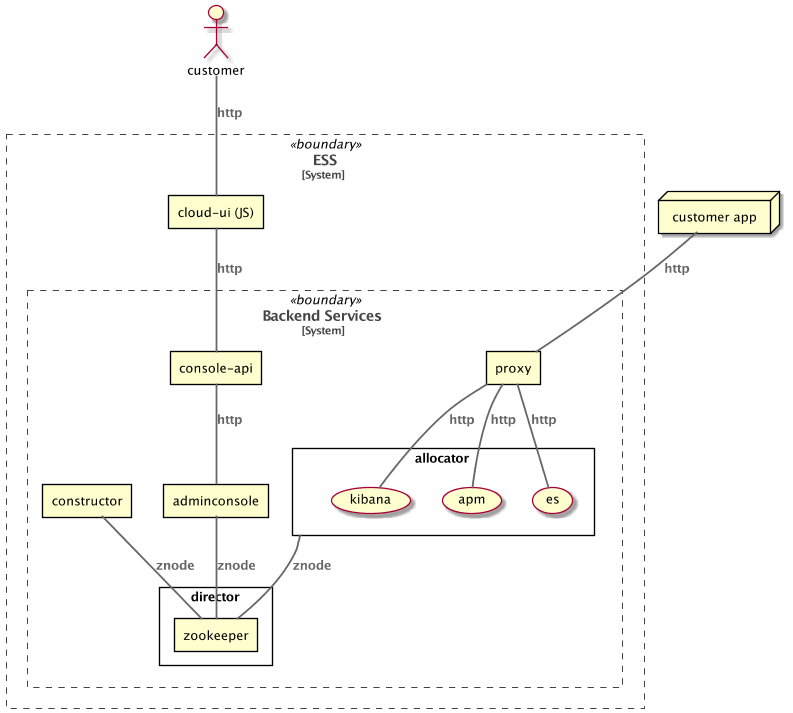 customer
http
«boundary»
ESS
[System]
cloud-ui (JS)
customer app
http
http
«boundary»
Backend Services
[System]
console-api
proxy
http
http
http
http
allocator
constructor
adminconsole
kibana
apm
es
znode
znode
znode
director
zookeeper